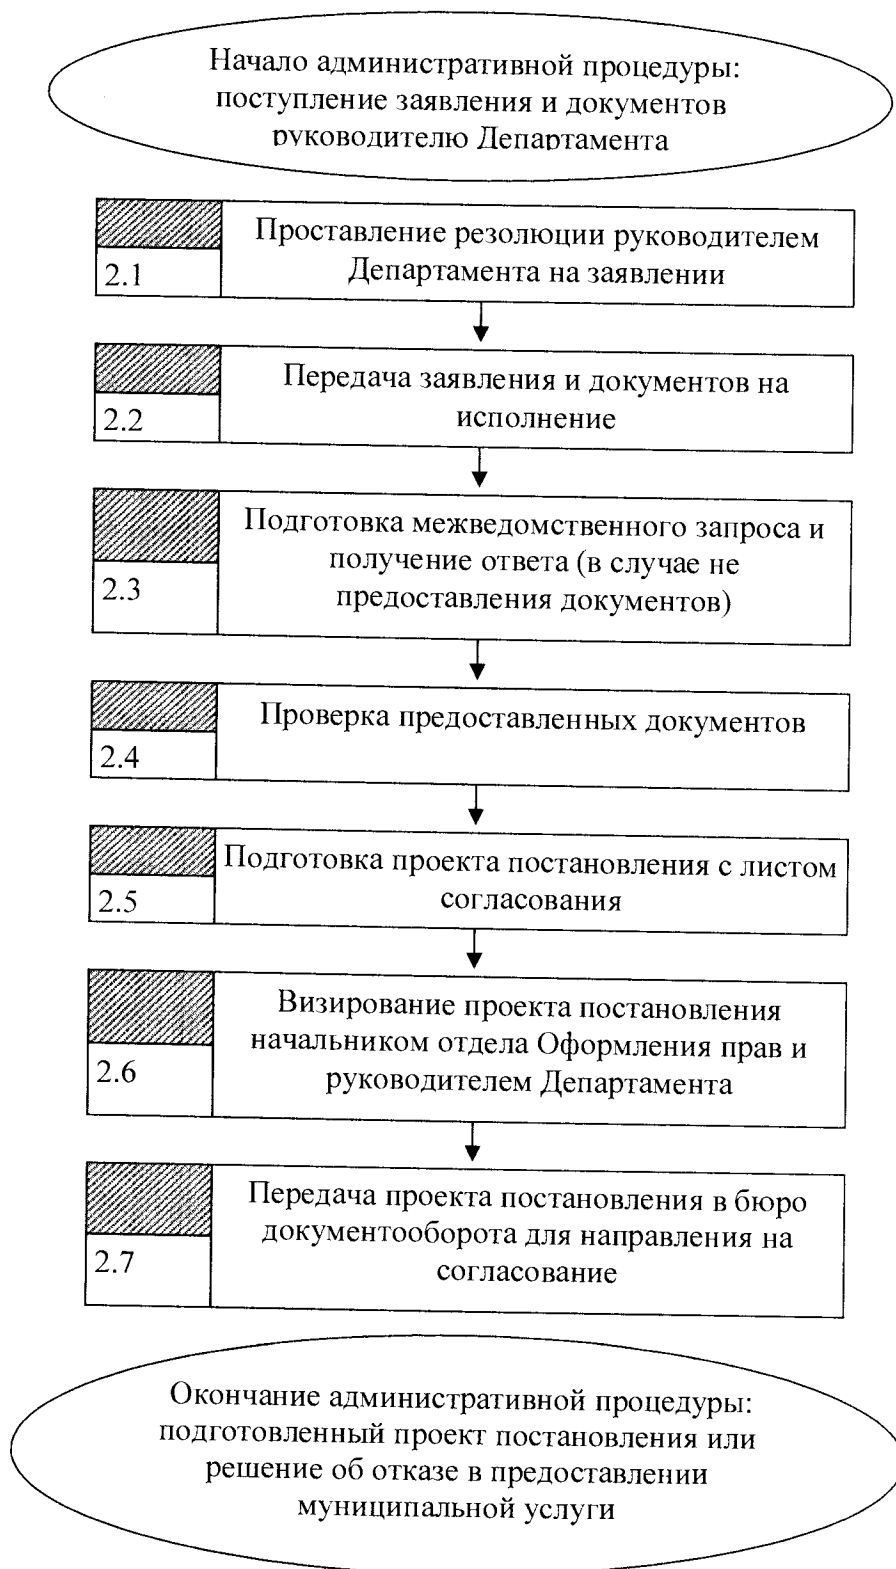 Начало административной процедуры:
поступление заявления и документов
руководителю Департамента
Проставление резолюции руководителем
Департамента на заявлении
2.1
Передача заявления и документов на
исполнение
2.2
Подготовка межведомственного запроса и
получение ответа (в случае не
предоставления документов)
2.3
Проверка предоставленных документов
2.4
Подготовка проекта постановления с листом
согласования
2.5
Визирование проекта постановления
начальником отдела Оформления прав и
руководителем Департамента
2.6
Передача проекта постановления в бюро
документооборота для направления на
согласование
2.7
Окончание административной процедуры:
подготовленный проект постановления или
решение об отказе в предоставлении
муниципальной услуги